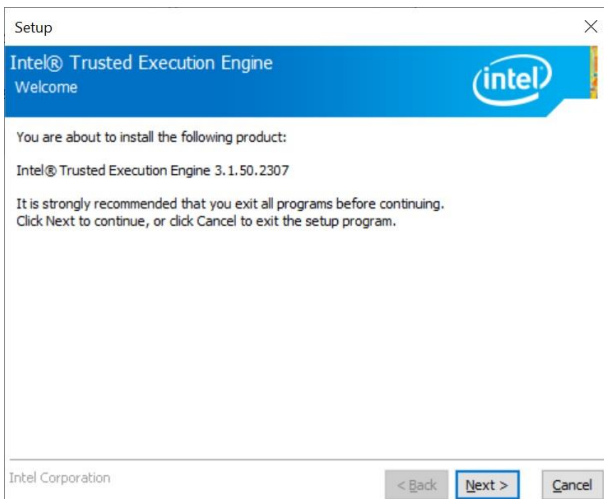 Setup
Intel® Trusted Execution Engine
Welcome
intel
You are about to install the following product:
Intel® Trusted Execution Engine 3.1.50.2307
It is strongly recommended that you exit all programs before continuing.
Click Next to continue, or click Cancel to exit the setup program.
Intel Corporation
< Back
Next >
Cancel